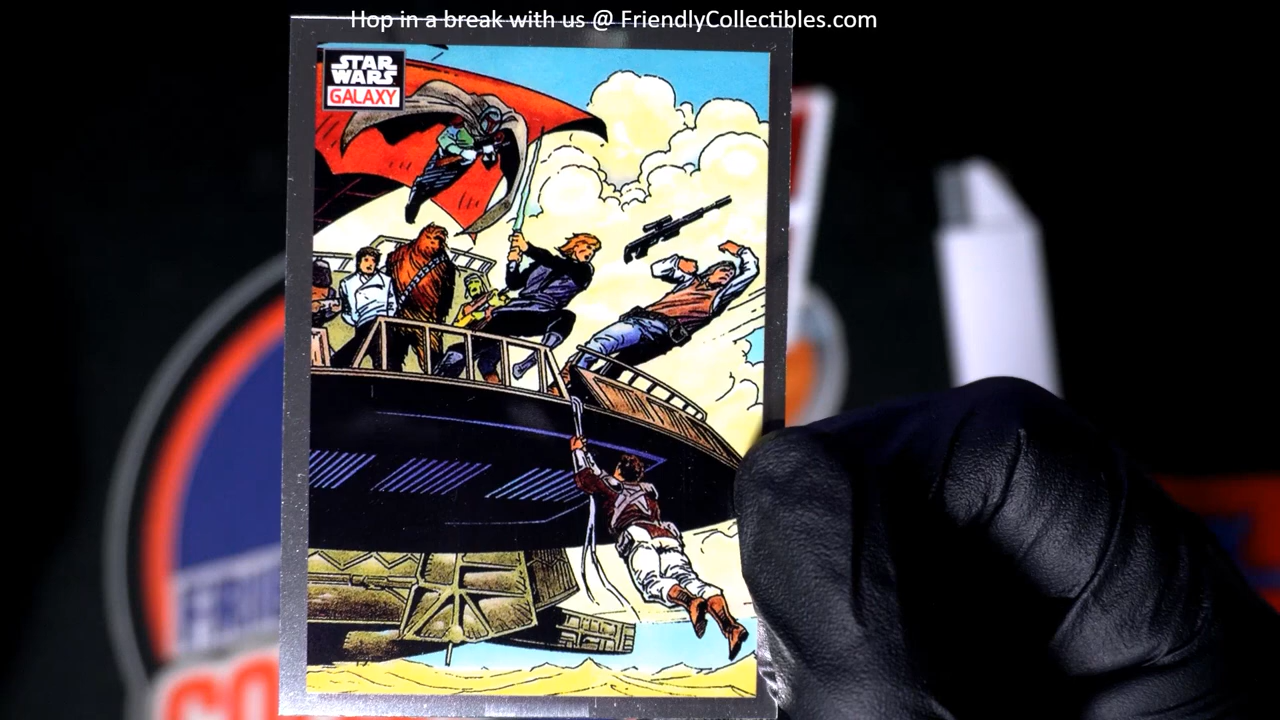 Hop in a break with us @ FriendlyCollectibles.com
STAR
WARS
GALAXY